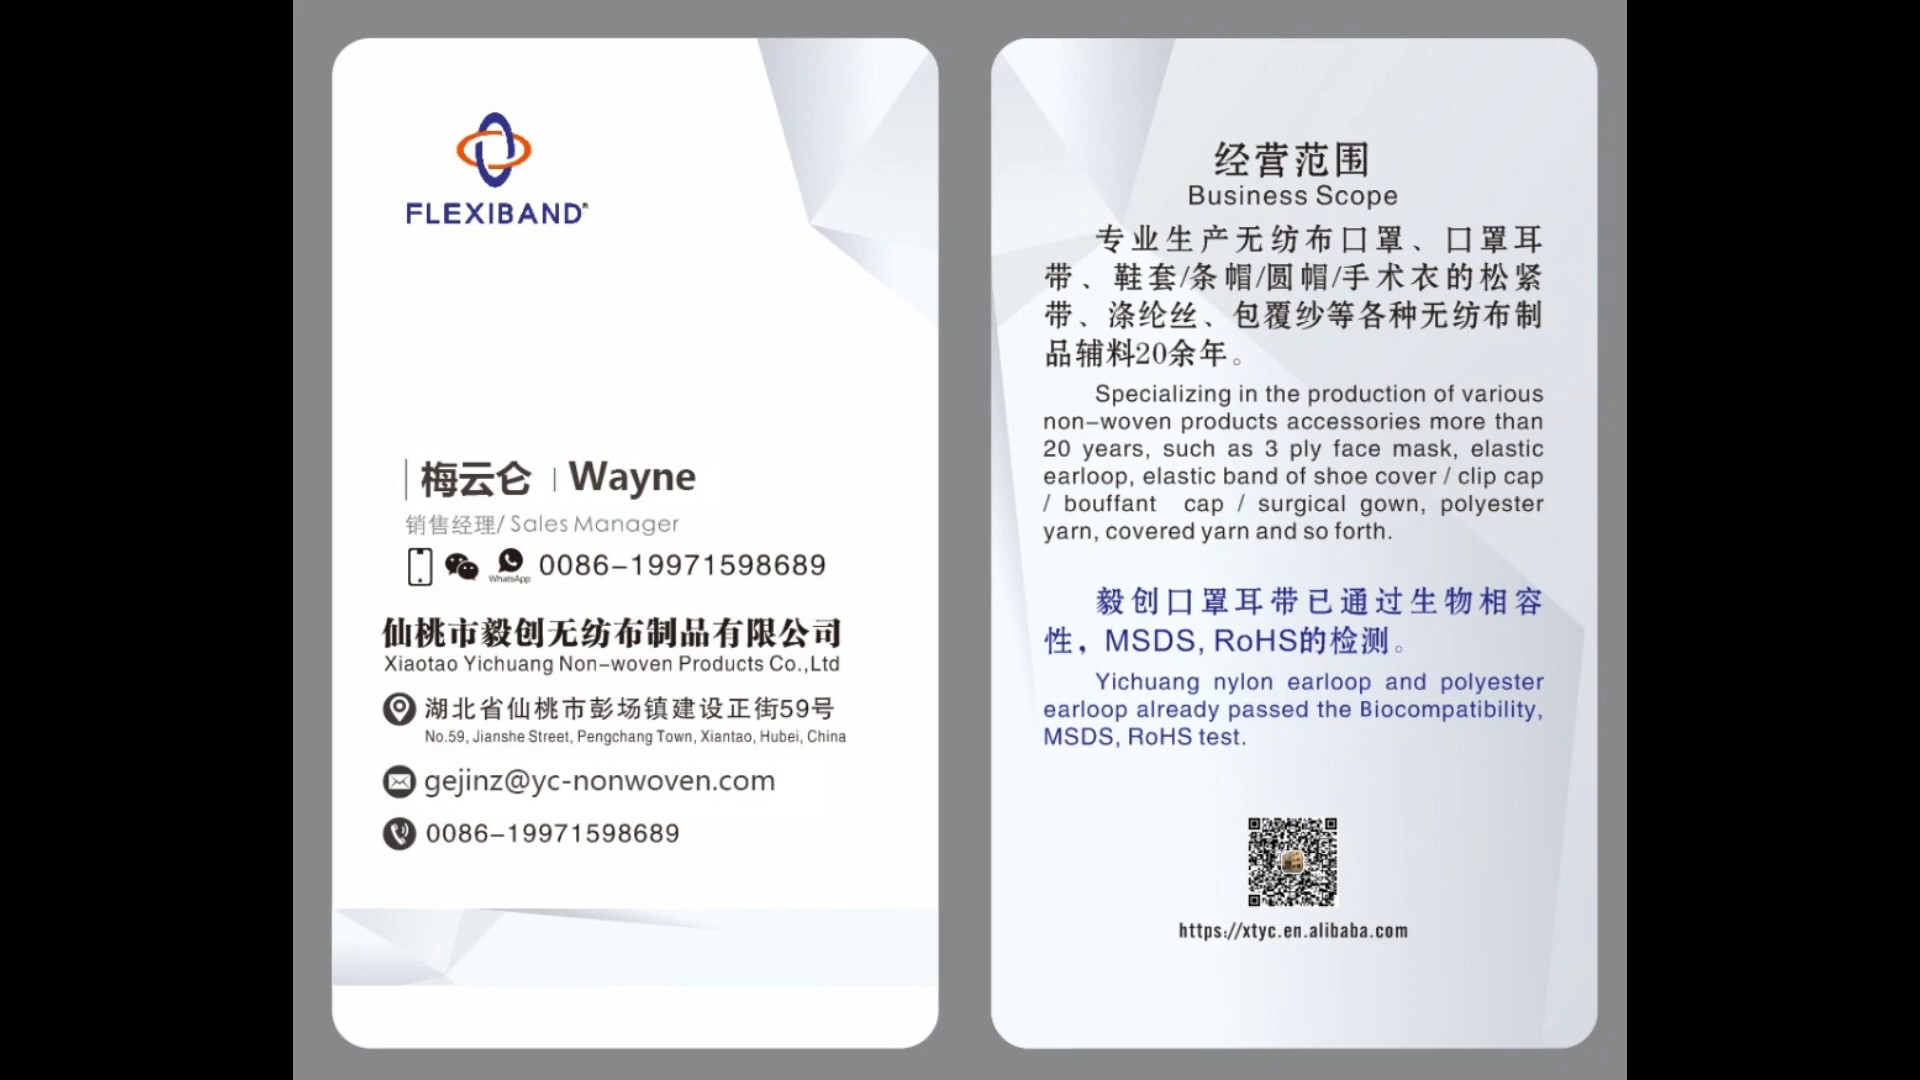 FLEXIBAND®
梅云仑 | Wayne
销售经理/ Sales Manager
WhatsApp
0086-19971598689
仙桃市毅创无纺布制品有限公司
Xiaotao Yichuang Non-woven Products Co.,Ltd
湖北省仙桃市彭场镇建设正街59号
No.59, Jianshe Street, Pengchang Town, Xiantao, Hubei, China
gejinz@yc-nonwoven.com
0086-19971598689
经营范围
Business Scope
专业生产无纺布口罩、口罩耳
带、鞋套/条帽/圆帽/手术衣的松紧
带、涤纶丝、包覆纱等各种无纺布制
品辅料20余年。
Specializing in the production of various
non-woven products accessories more than
20 years, such as 3 ply face mask, elastic
earloop, elastic band of shoe cover / clip cap
/ bouffant cap / surgical gown, polyester
yarn, covered yarn and so forth.
毅创口罩耳带已通过生物相容
性，MSDS, RoHS的检测。
Yichuang nylon earloop and polyester
earloop already passed the Biocompatibility,
MSDS, RoHS test.
https://xtyc.en.alibaba.com